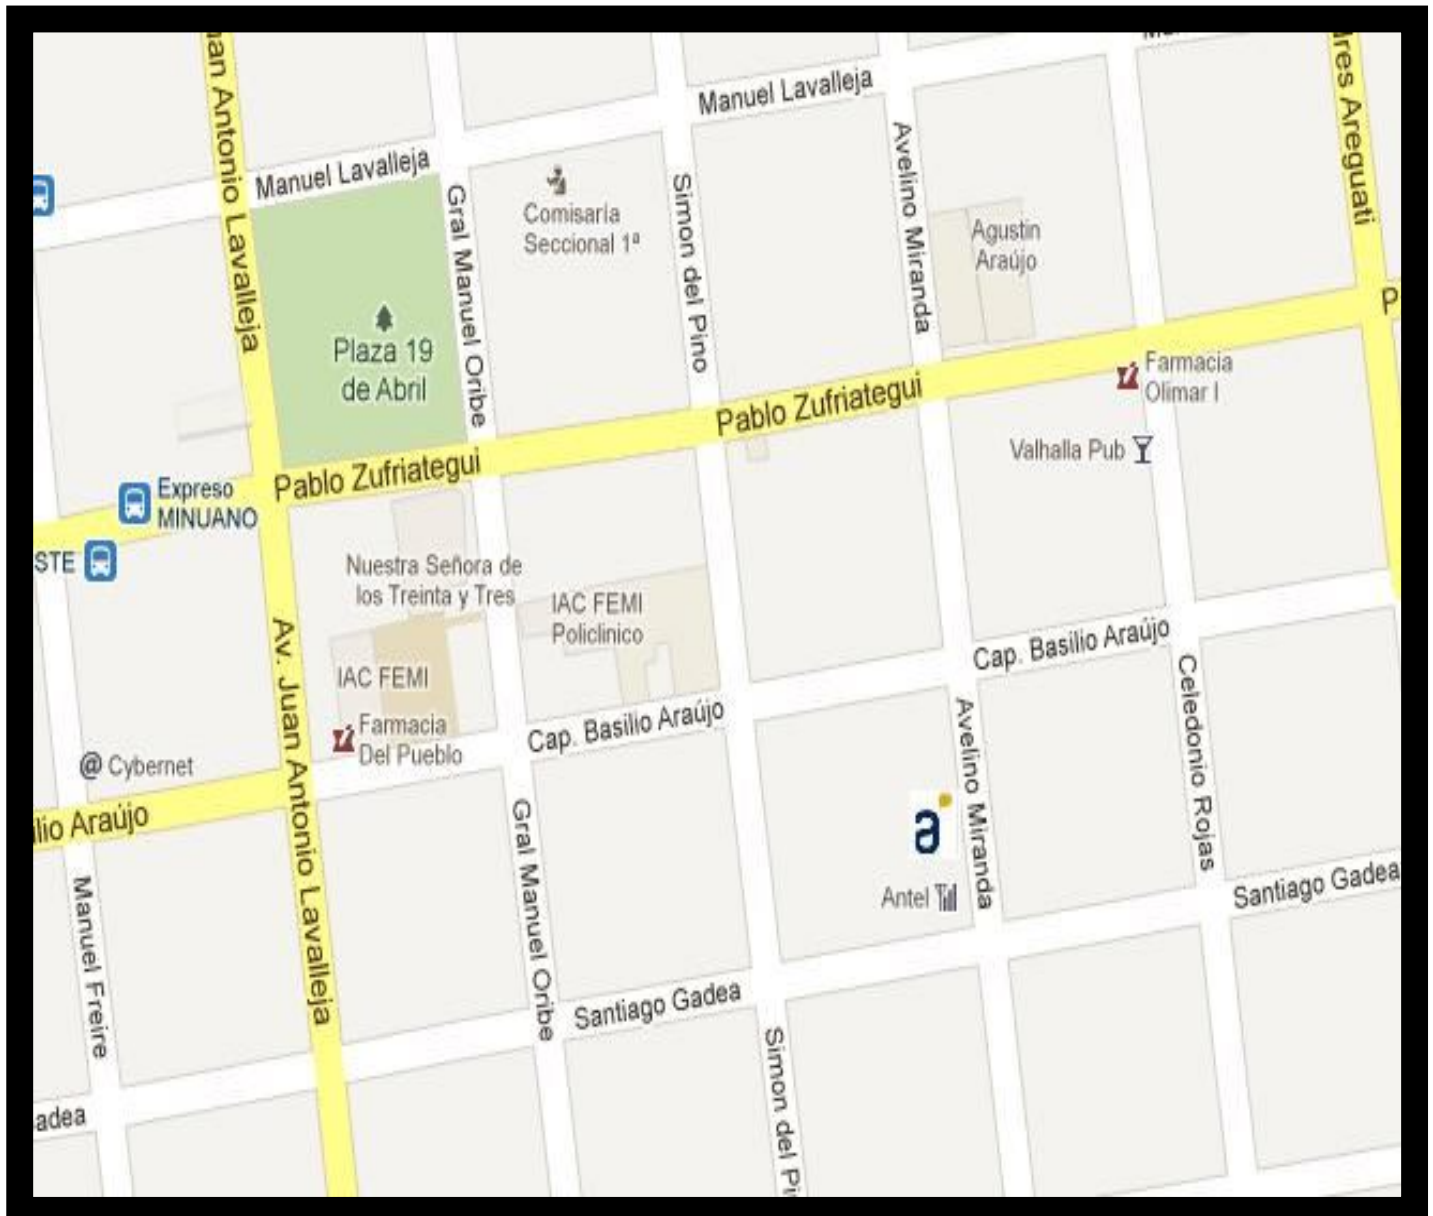 uan Antonio Lavalleja
Manuel Lavalleja
Manuel Lavalleja
Gral Manuel Oribe
Comisaría
Seccional 1ª
Simon del Pino
Avelino Miranda
Agustin
Araújo
dres Areguati
Plaza 19
de Abril
P
Farmacia
Olimar I
Pablo Zufriategui
Pablo Zufriategui
Valhalla Pub
Expreso
MINUANO
STE
Nuestra Señora de
los Treinta y Tres
IAC FEMI
Policlinico
IAC FEMI
Av. Juan Antonio Lavalleja
Farmacia
Del Pueblo
Cap. Basilio Araújo
Cap. Basilio Araújo
Celedonio Rojas
@ Cybernet
ilio Araújo
Avelino Miranda
a
Antel
Gral Manuel Oribe
Manuel Freire
Santiago Gadea
Santiago Gadea
Simon del Pi
adea